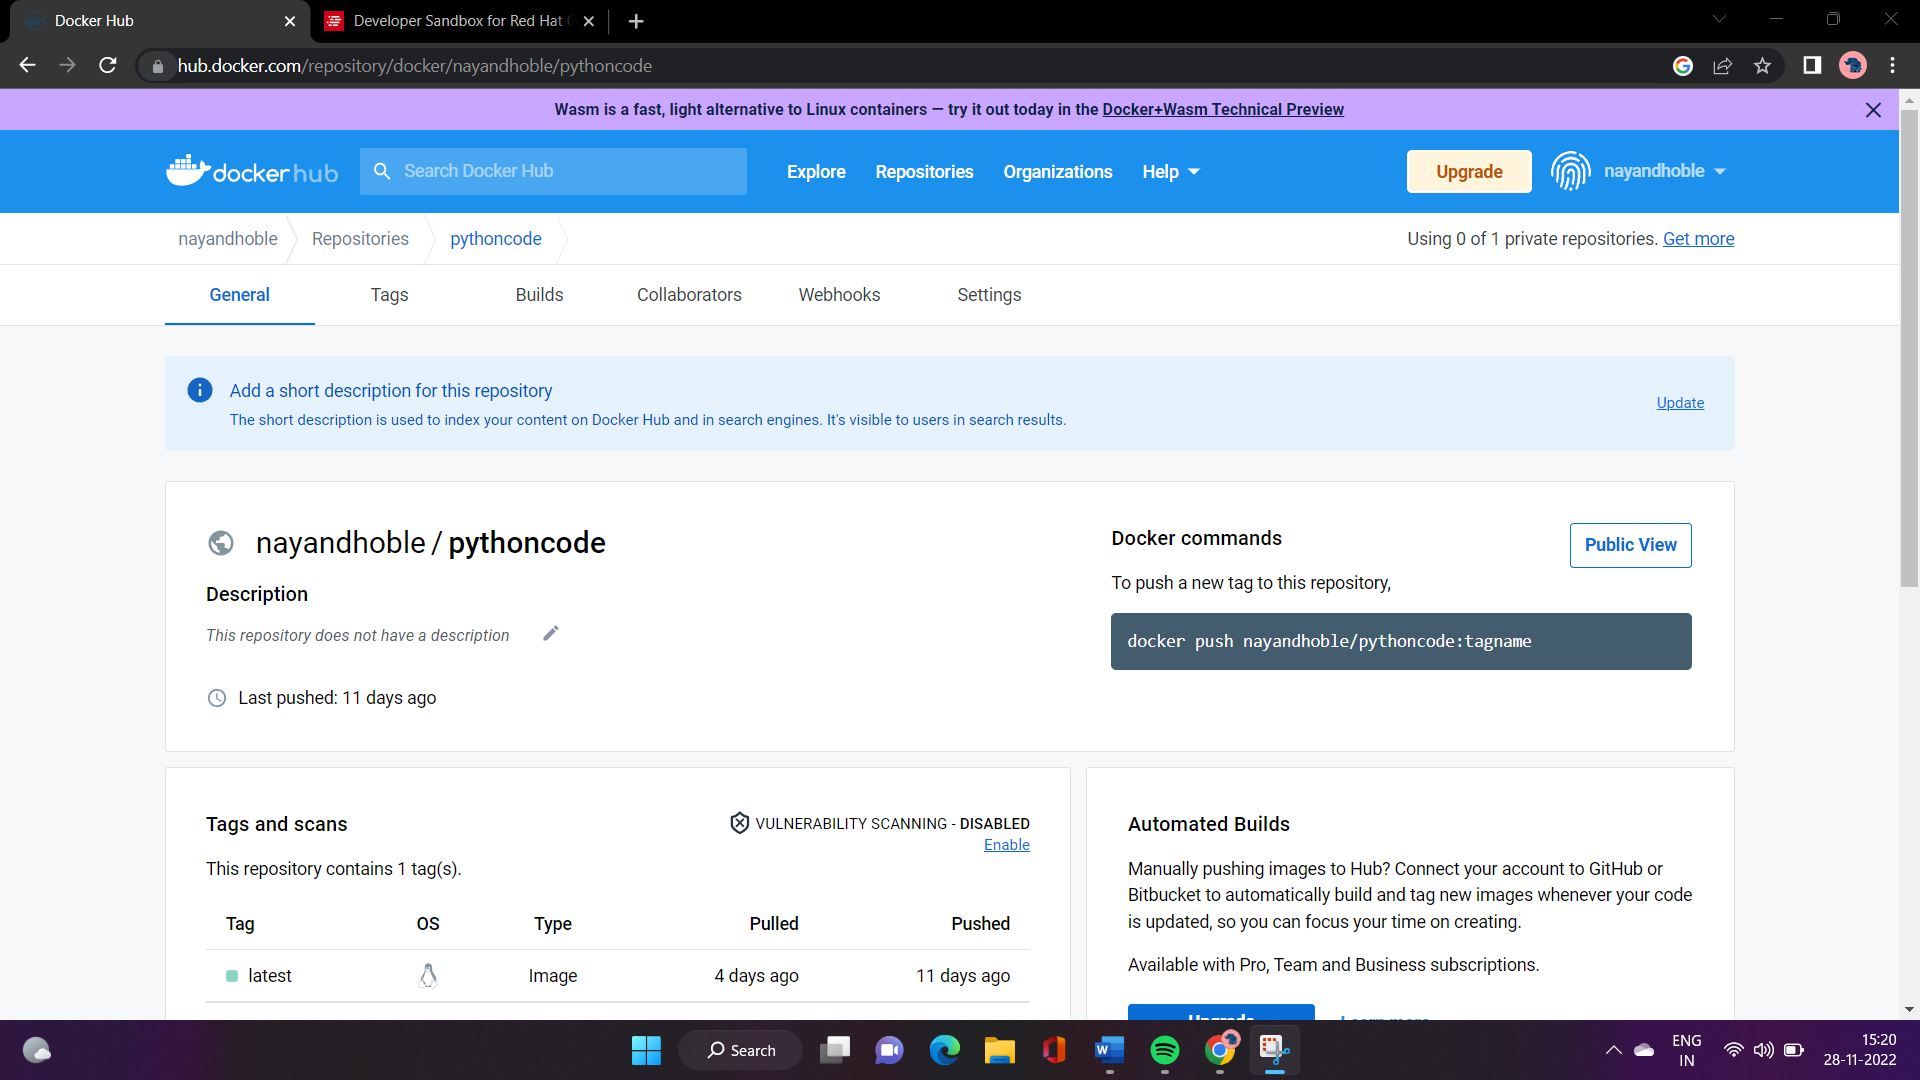 Docker Hub
Developer Sandbox for Red Hat
hub.docker.com/repository/docker/nayandhoble/pythoncode
Wasm is a fast, light alternative to Linux containers — try it out today in the Docker+Wasm Technical Preview
dockerhub
Search Docker Hub
Explore
Repositories
Organizations
Help
Upgrade
nayandhoble
nayandhoble
Repositories
pythoncode
Using 0 of 1 private repositories. Get more
General
Tags
Builds
Collaborators
Webhooks
Settings
Add a short description for this repository
The short description is used to index your content on Docker Hub and in search engines. It's visible to users in search results.
Update
nayandhoble / pythoncode
Description
This repository does not have a description
Last pushed: 11 days ago
Docker commands
Public View
To push a new tag to this repository,
docker push nayandhoble/pythoncode:tagname
Tags and scans
VULNERABILITY SCANNING - DISABLED
Enable
This repository contains 1 tag(s).
Tag OS Type Pulled Pushed
latest Image 4 days ago 11 days ago
Automated Builds
Manually pushing images to Hub? Connect your account to GitHub or
Bitbucket to automatically build and tag new images whenever your code
is updated, so you can focus your time on creating.
Available with Pro, Team and Business subscriptions.
Upgrade
Learn more
Search
ENG
IN
15:20
28-11-2022